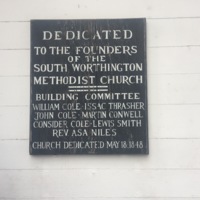 DEDICATED
TO THE FOUNDERS
OF THE
SOUTH WORTHINGTON
METHODIST CHURCH
BUILDING COMMITTEE
WILLIAM COLE-ISSAC THRASHER
JOHN COLE-MARTIN CONWELL
CONSIDER COLE-LEWIS SMITH
REV ASA NILES
CHURCH DEDICATED MAY 18.1848